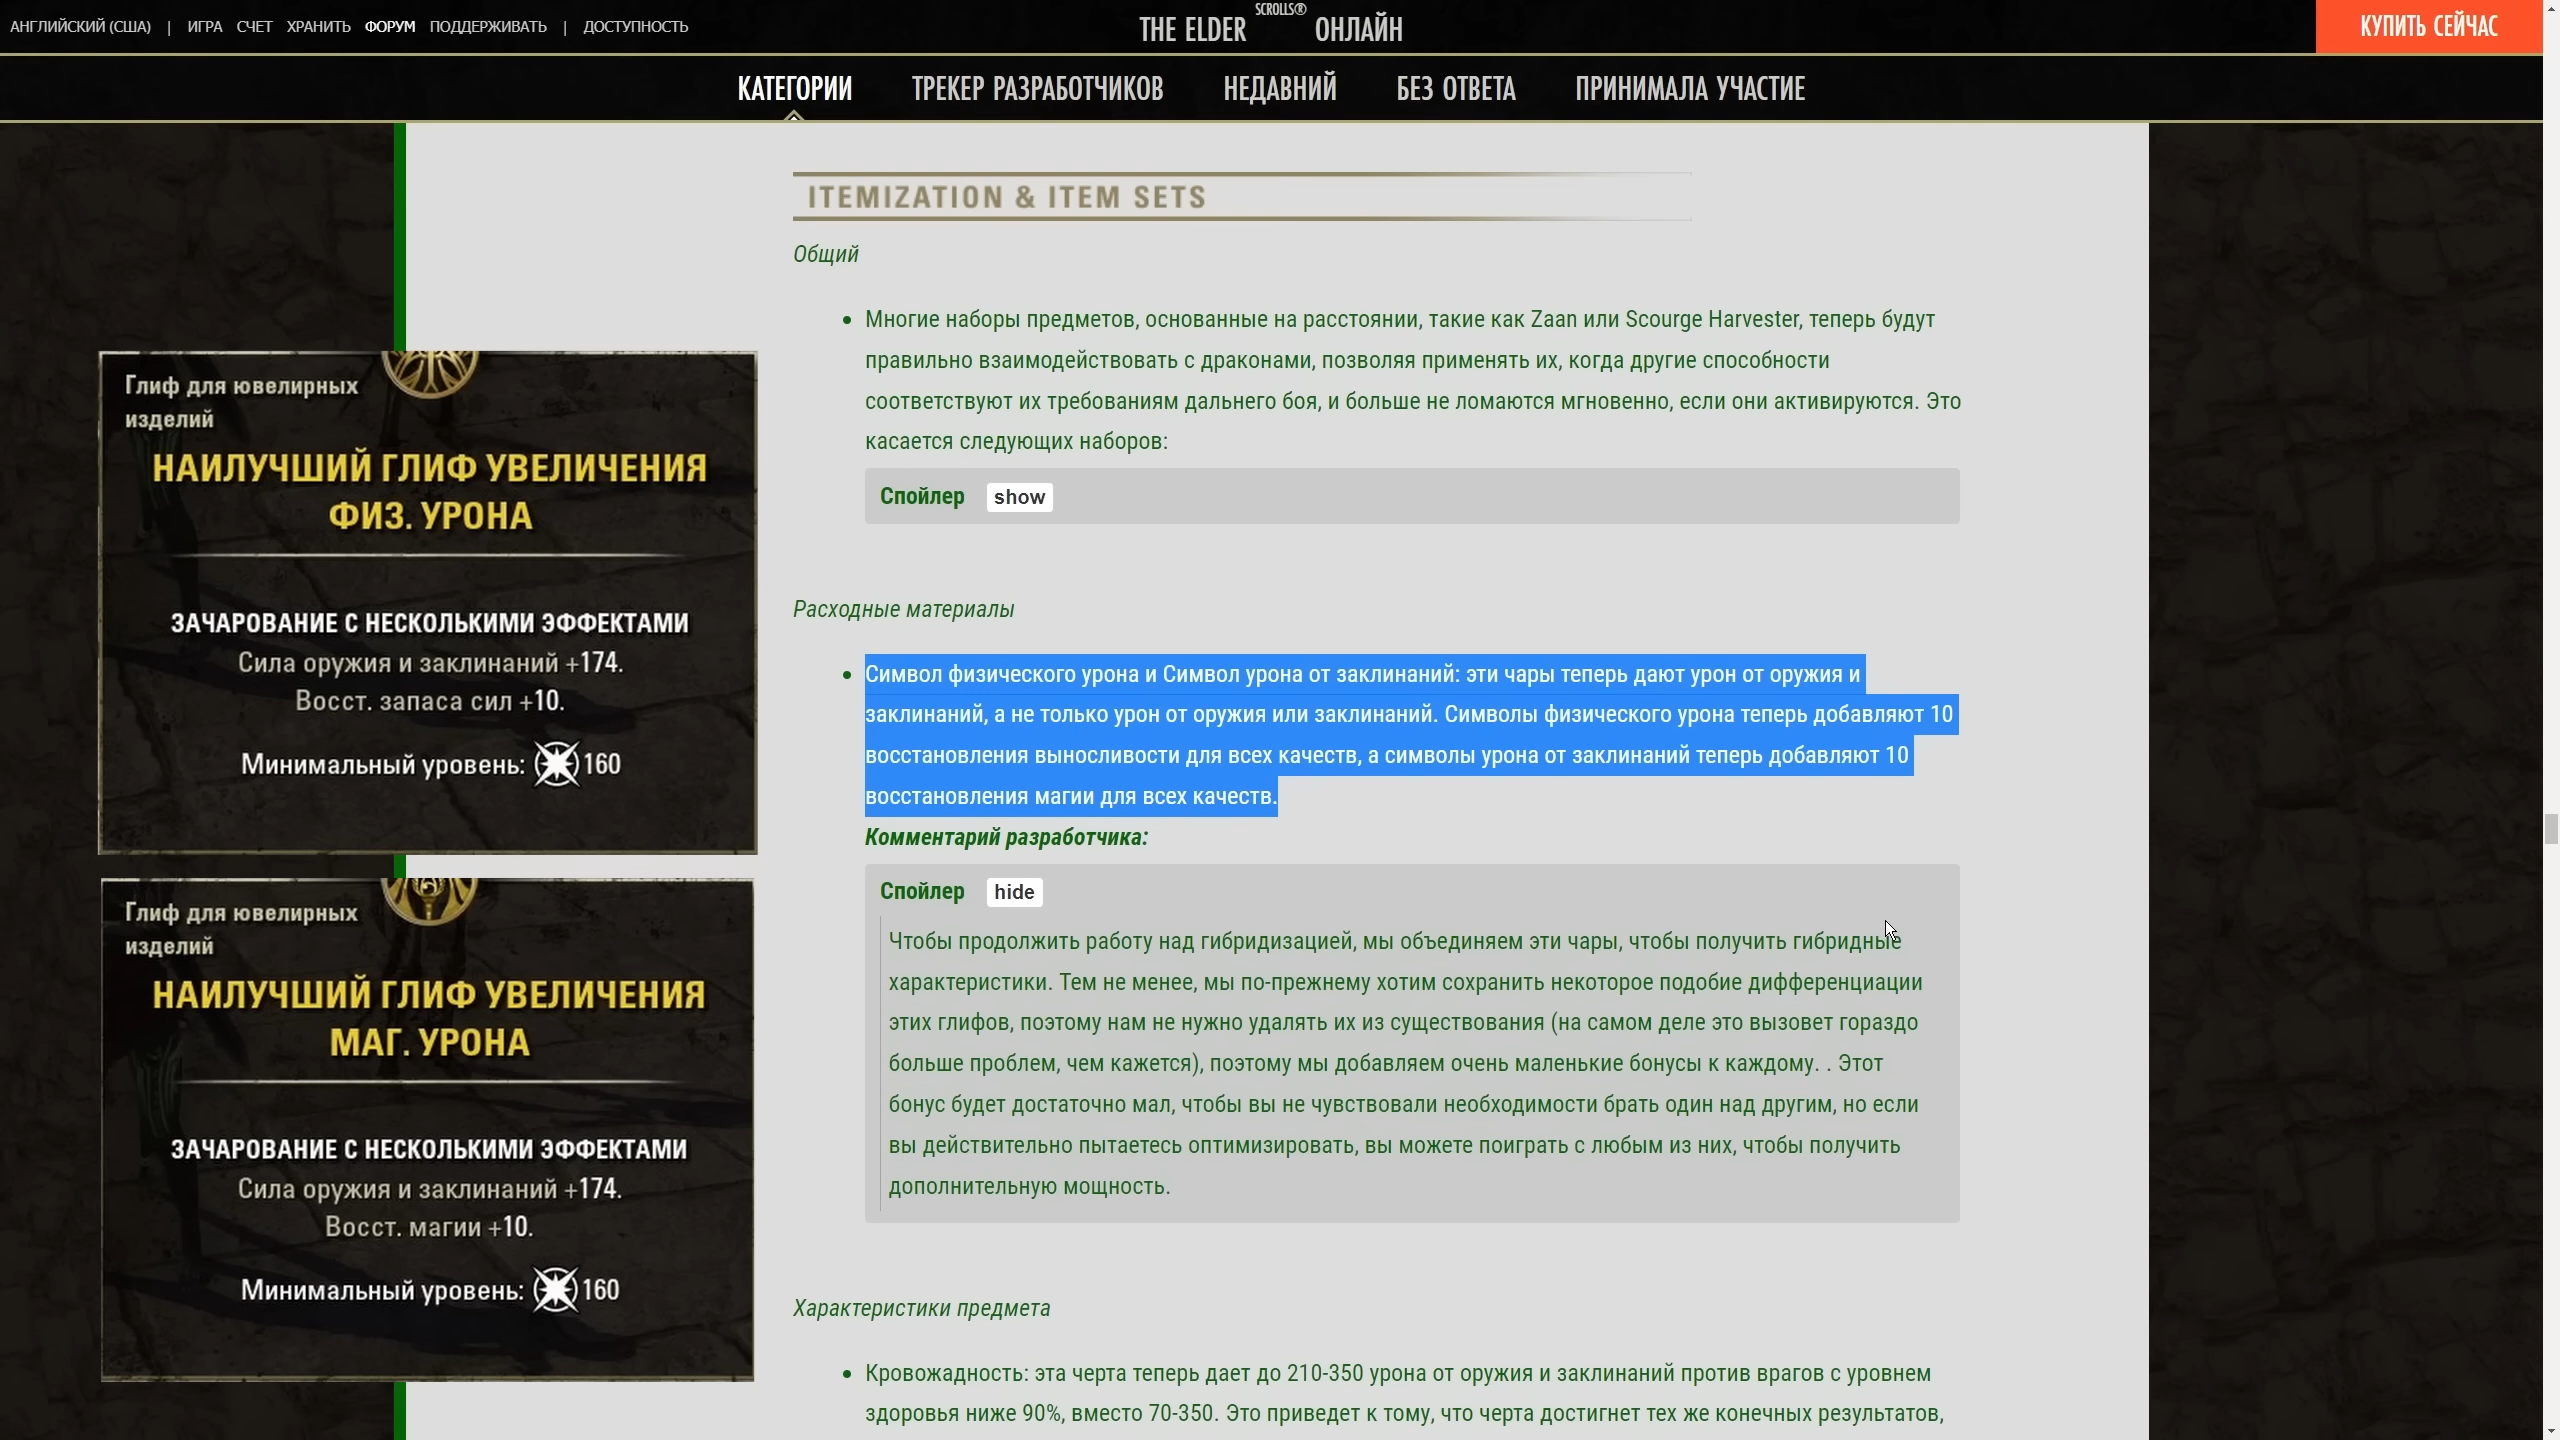 АНГЛИЙСКИЙ (США) | ИГРА СЧЕТ ХРАНИТЬ ФОРУМ ПОДДЕРЖИВАТЬ | ДОСТУПНОСТЬ
THE ELDER SCROLLS® ОНЛАЙН
КУПИТЬ СЕЙЧАС
КАТЕГОРИИ ТРЕКЕР РАЗРАБОТЧИКОВ НЕДАВНИЙ БЕЗ ОТВЕТА ПРИНИМАЛА УЧАСТИЕ
ITEMIZATION & ITEM SETS
Общий
Многие наборы предметов, основанные на расстоянии, такие как Zaan или Scourge Harvester, теперь будут
правильно взаимодействовать с драконами, позволяя применять их, когда другие способности
соответствуют их требованиям дальнего боя, и больше не ломаются мгновенно, если они активируются. Это
касается следующих наборов:
Спойлер show
Расходные материалы
Символ физического урона и Символ урона от заклинаний: эти чары теперь дают урон от оружия и
заклинаний, а не только урон от оружия или заклинаний. Символы физического урона теперь добавляют 10
восстановления выносливости для всех качеств, а символы урона от заклинаний теперь добавляют 10
восстановления магии для всех качеств.
Комментарий разработчика:
Спойлер hide
Чтобы продолжить работу над гибридизацией, мы объединяем эти чары, чтобы получить гибридные
характеристики. Тем не менее, мы по-прежнему хотим сохранить некоторое подобие дифференциации
этих глифов, поэтому нам не нужно удалять их из существования (на самом деле это вызовет гораздо
больше проблем, чем кажется), поэтому мы добавляем очень маленькие бонусы к каждому. . Этот
бонус будет достаточно мал, чтобы вы не чувствовали необходимости брать один над другим, но если
вы действительно пытаетесь оптимизировать, вы можете поиграть с любым из них, чтобы получить
дополнительную мощность.
Характеристики предмета
Кровожадность: эта черта теперь дает до 210-350 урона от оружия и заклинаний против врагов с уровнем
здоровья ниже 90%, вместо 70-350. Это приведет к тому, что черта достигнет тех же конечных результатов,
Глиф для ювелирных
изделий
НАИЛУЧШИЙ ГЛИФ УВЕЛИЧЕНИЯ
ФИЗ. УРОНА
ЗАЧАРОВАНИЕ С НЕСКОЛЬКИМИ ЭФФЕКТАМИ
Сила оружия и заклинаний +174.
Восст. запаса сил +10.
Минимальный уровень: 160
Глиф для ювелирных
изделий
НАИЛУЧШИЙ ГЛИФ УВЕЛИЧЕНИЯ
МАГ. УРОНА
ЗАЧАРОВАНИЕ С НЕСКОЛЬКИМИ ЭФФЕКТАМИ
Сила оружия и заклинаний +174.
Восст. магии +10.
Минимальный уровень: 160